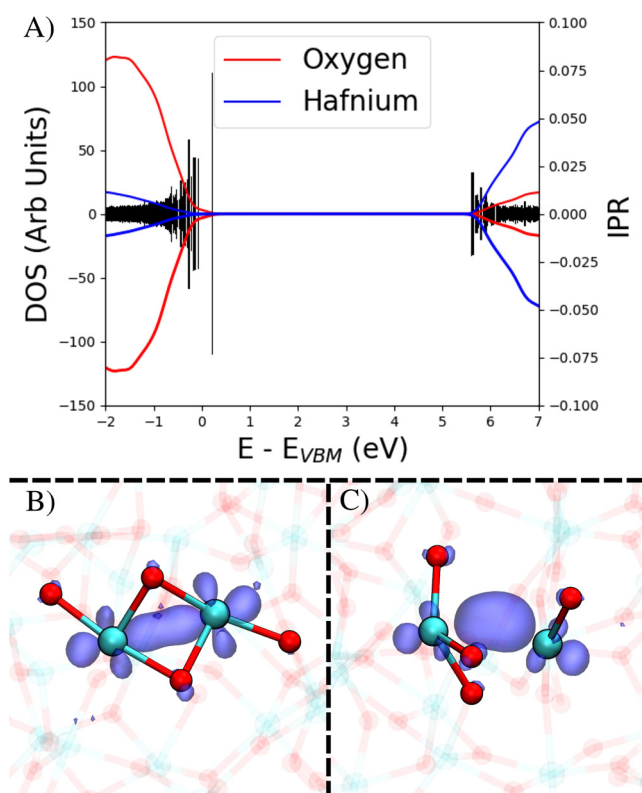 A)
Oxygen
Hafnium
DOS (Arb Units)
150
100
50
0
−50
−100
−150
0.100
0.075
0.050
0.025
0.000
−0.025
−0.050
−0.075
−0.100
IPR
−2 −1 0 1 2 3 4 5 6 7
E - E_VBM (eV)
B)
C)